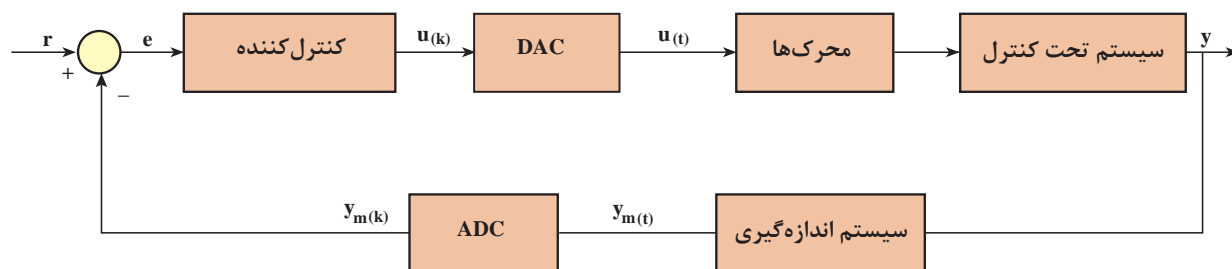 r
+
−
e
کنترل‌کننده
u(k)
DAC
u(t)
محرک‌ها
سیستم تحت کنترل
y
ym(k)
ADC
ym(t)
سیستم اندازه‌گیری